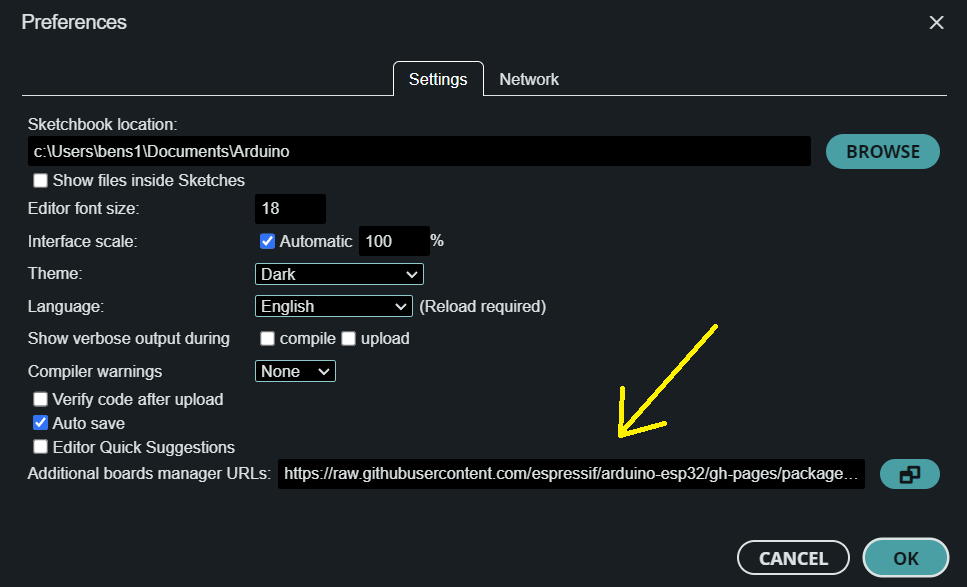 Preferences
Settings Network
Sketchbook location:
c:\Users\bens1\Documents\Arduino BROWSE
Show files inside Sketches
Editor font size: 18
Interface scale: Automatic 100 %
Theme: Dark
Language: English (Reload required)
Show verbose output during compile upload
Compiler warnings None
Verify code after upload
Auto save
Editor Quick Suggestions
Additional boards manager URLs: https://raw.githubusercontent.com/espressif/arduino-esp32/gh-pages/package…
CANCEL OK